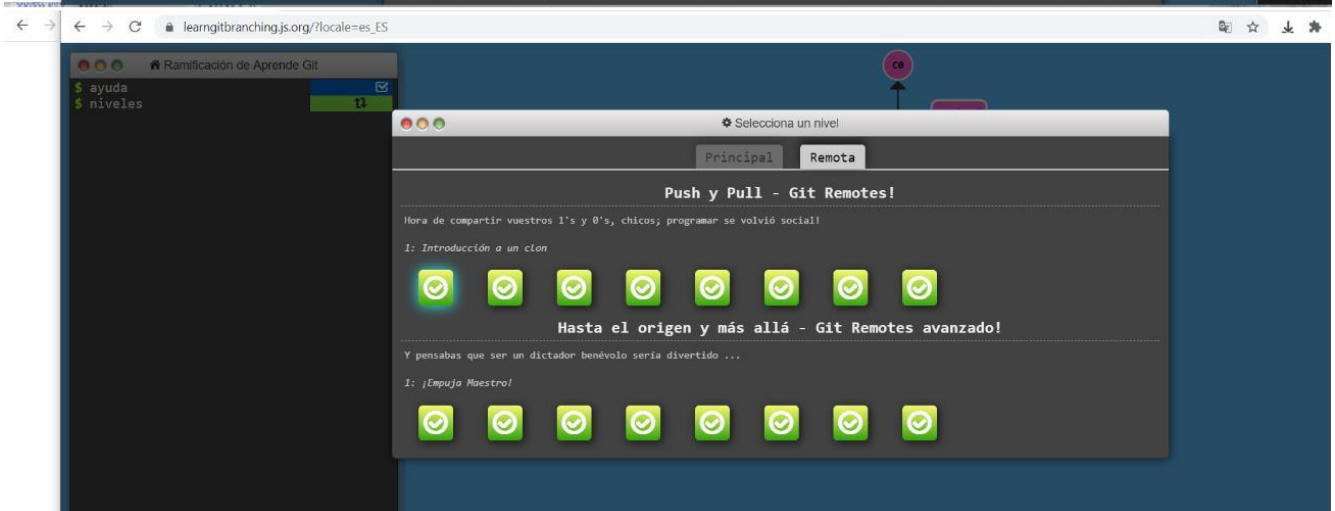 learngitbranching.js.org/?locale=es_ES
Ramificación de Aprende Git
$ ayuda
$ niveles
C0
Selecciona un nivel
Principal
Remota
Push y Pull - Git Remotes!
Hora de compartir vuestros 1's y 0's, chicos; programar se volvió social!
1: Introducción a un clon
Hasta el origen y más allá - Git Remotes avanzado!
Y pensabas que ser un dictador benévolo sería divertido ...
1: ¡Empuja Maestro!